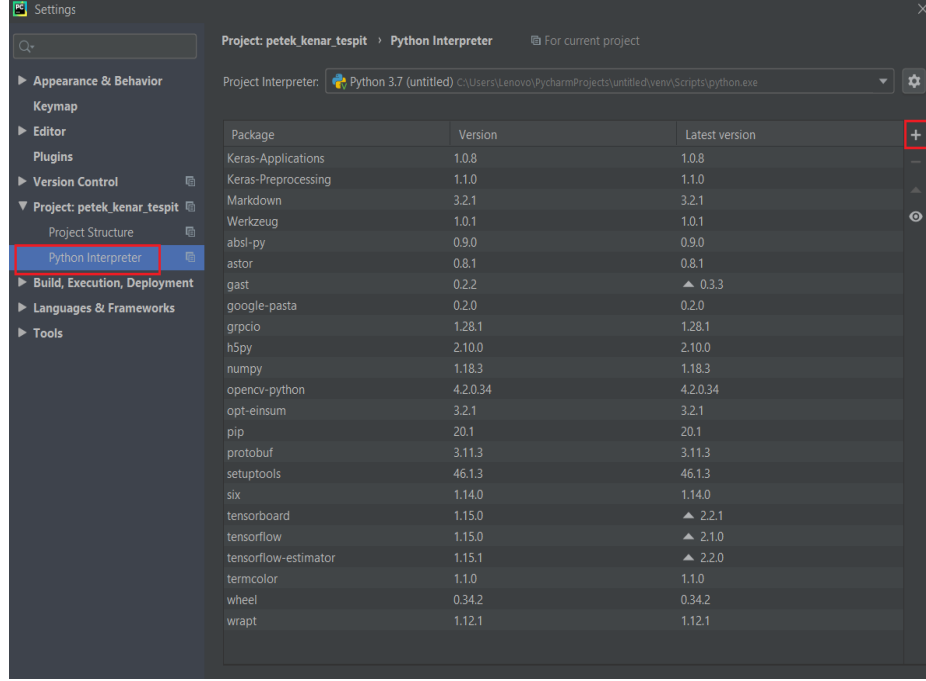 PC Settings
Project: petek_kenar_tespit › Python Interpreter For current project
Appearance & Behavior
Keymap
Editor
Plugins
Version Control
Project: petek_kenar_tespit
Project Structure
Python Interpreter
Build, Execution, Deployment
Languages & Frameworks
Tools
Project Interpreter: Python 3.7 (untitled) C:\Users\Lenovo\PycharmProjects\untitled\venv\Scripts\python.exe
Package Version Latest version
Keras-Applications 1.0.8 1.0.8
Keras-Preprocessing 1.1.0 1.1.0
Markdown 3.2.1 3.2.1
Werkzeug 1.0.1 1.0.1
absl-py 0.9.0 0.9.0
astor 0.8.1 0.8.1
gast 0.2.2 ▲ 0.3.3
google-pasta 0.2.0 0.2.0
grpcio 1.28.1 1.28.1
h5py 2.10.0 2.10.0
numpy 1.18.3 1.18.3
opencv-python 4.2.0.34 4.2.0.34
opt-einsum 3.2.1 3.2.1
pip 20.1 20.1
protobuf 3.11.3 3.11.3
setuptools 46.1.3 46.1.3
six 1.14.0 1.14.0
tensorboard 1.15.0 ▲ 2.2.1
tensorflow 1.15.0 ▲ 2.1.0
tensorflow-estimator 1.15.1 ▲ 2.2.0
termcolor 1.1.0 1.1.0
wheel 0.34.2 0.34.2
wrapt 1.12.1 1.12.1